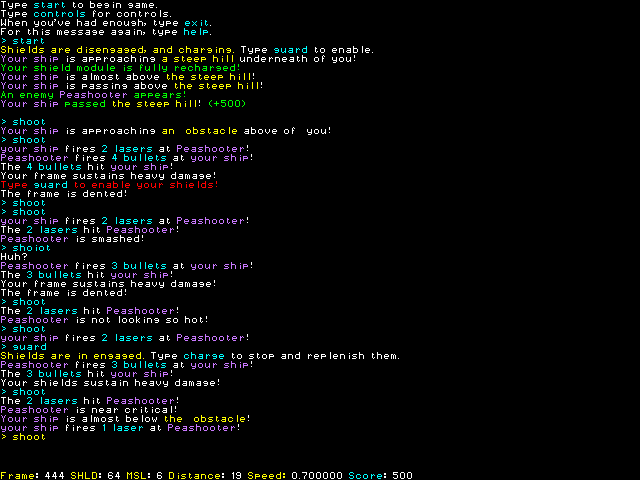 Type start to begin game.
Type controls for controls.
When you've had enough, type exit.
For this message again, type help.
> start
Shields are disengaged, and charging. Type guard to enable.
Your ship is approaching a steep hill underneath of you!
Your shield module is fully recharged!
Your ship is almost above the steep hill!
Your ship is passing above the steep hill!
An enemy Peashooter appears!
Your ship passed the steep hill! (+500)
> shoot
Your ship is approaching an  obstacle above of  you!
> shoot
your ship fires 2 lasers at Peashooter!
Peashooter fires 4 bullets at your ship!
The 4 bullets hit your ship!
Your frame sustains heavy damage!
Type guard to enable your shields!
The frame is dented!
> shoot
> shoot
your ship fires 2 lasers at Peashooter!
The 2 lasers hit Peashooter!
Peashooter is smashed!
> shoiot
Huh?
Peashooter fires 3 bullets at your ship!
The 3 bullets hit your ship!
Your frame sustains heavy damage!
The frame is dented!
> shoot
The 2 lasers hit Peashooter!
Peashooter is not looking so hot!
> shoot
your ship fires 2 lasers at Peashooter!
> guard
Shields are in engaged. Type charge to stop and replenish them.
Peashooter fires 3 bullets at your ship!
The 3 bullets hit your ship!
Your shields sustain heavy damage!
> shoot
The 2 lasers hit Peashooter!
Peashooter is near critical!
Your ship is almost below the  obstacle!
your ship fires 1 laser at Peashooter!
> shoot
Frame: 444 SHLD: 64 MSL: 6 Distance: 19 Speed: 0.700000 Score: 500